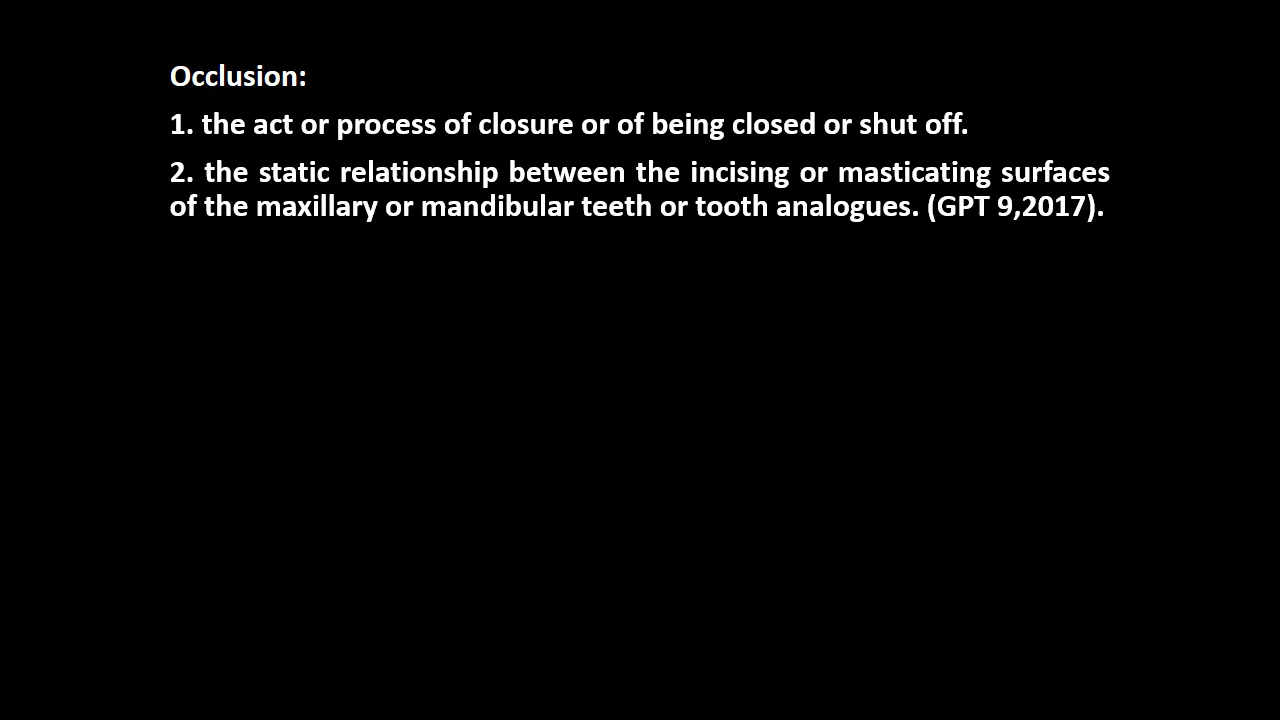 Occlusion:
1. the act or process of closure or of being closed or shut off.
2. the static relationship between the incising or masticating surfaces
of the maxillary or mandibular teeth or tooth analogues. (GPT 9,2017).